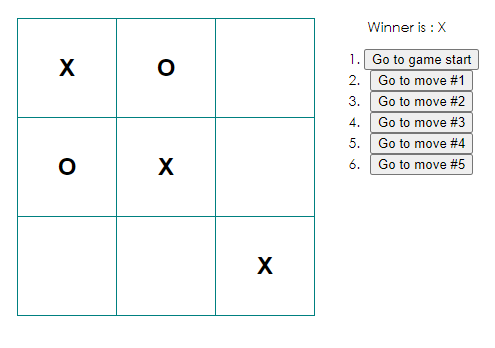 X O
O X
X
Winner is : X
1. Go to game start
2. Go to move #1
3. Go to move #2
4. Go to move #3
5. Go to move #4
6. Go to move #5